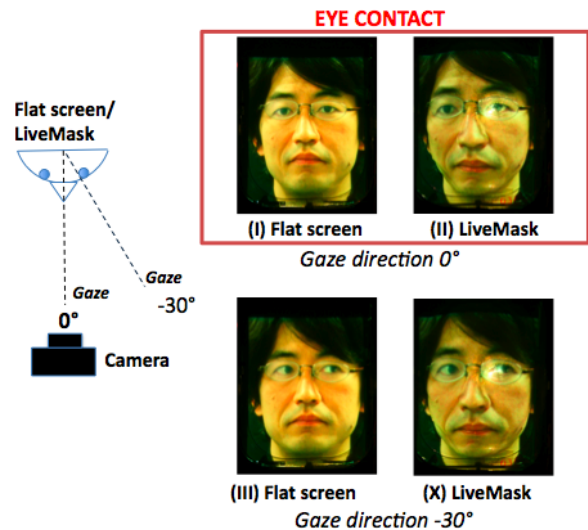 EYE CONTACT
Flat screen/
LiveMask
Gaze
0°
Gaze
-30°
Camera
(I) Flat screen
(II) LiveMask
Gaze direction 0°
(III) Flat screen
(X) LiveMask
Gaze direction -30°